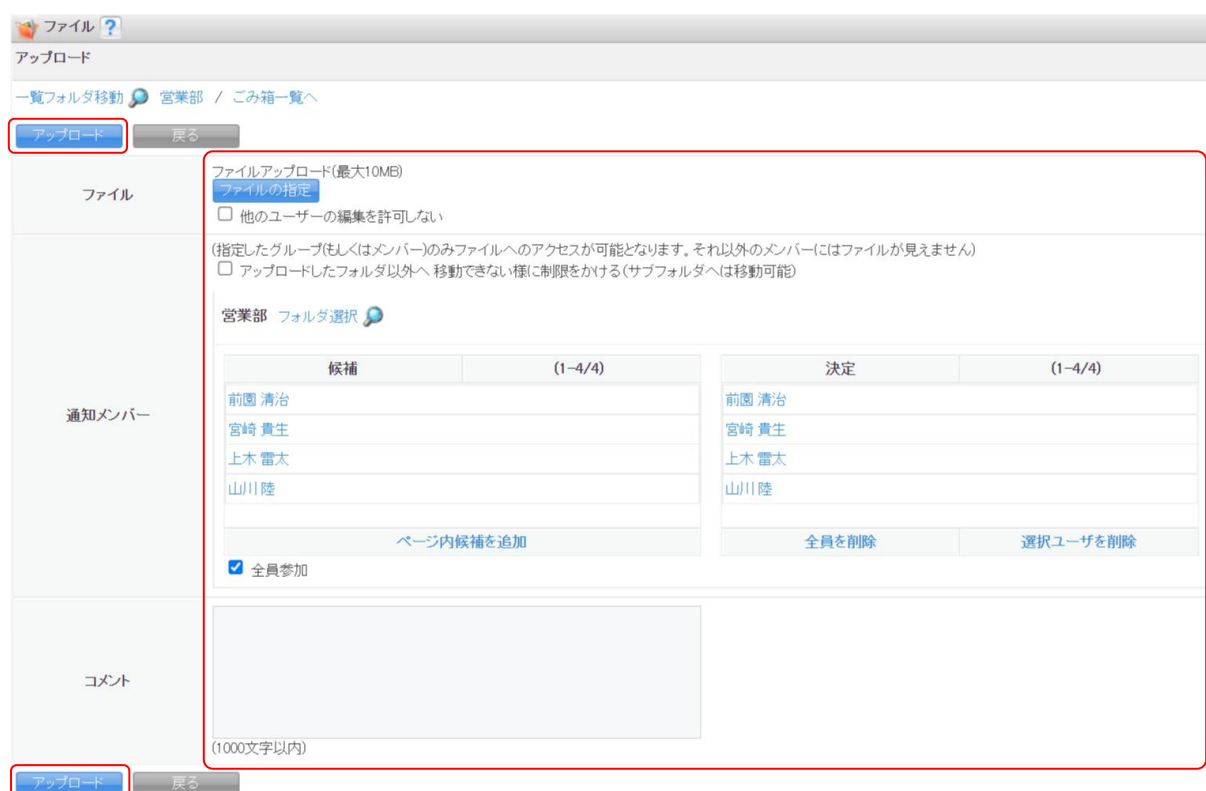 ファイル ?
アップロード
一覧フォルダ移動 営業部 / ごみ箱一覧へ
アップロード 戻る
ファイル
ファイルアップロード(最大10MB)
ファイルの指定
他のユーザーの編集を許可しない
通知メンバー
(指定したグループ(もしくはメンバー)のみファイルへのアクセスが可能となります。それ以外のメンバーにはファイルが見えません)
アップロードしたフォルダ以外へ 移動できない様に制限をかける(サブフォルダへは移動可能)
営業部 フォルダ選択
候補 (1-4/4) 決定 (1-4/4)
前園 清治 前園 清治
宮崎 貴生 宮崎 貴生
上木 雷太 上木 雷太
山川 陸 山川 陸
ページ内候補を追加 全員を削除 選択ユーザを削除
全員参加
コメント
(1000文字以内)
アップロード 戻る